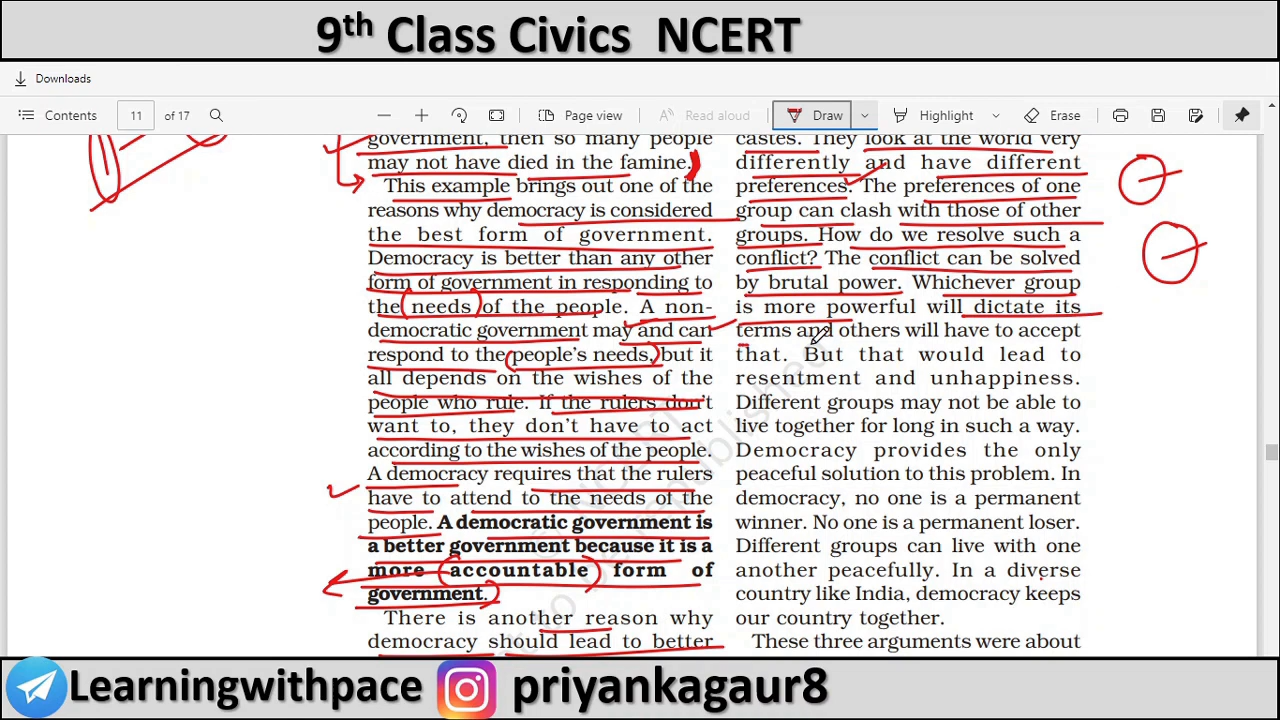 9th Class Civics NCERT
Downloads
Contents 11 of 17 Page view Read aloud Draw Highlight Erase
government, then so many people
may not have died in the famine.
This example brings out one of the
reasons why democracy is considered
the best form of government.
Democracy is better than any other
form of government in responding to
the needs of the people. A non-
democratic government may and can
respond to the people's needs, but it
all depends on the wishes of the
people who rule. If the rulers don't
want to, they don't have to act
according to the wishes of the people.
A democracy requires that the rulers
have to attend to the needs of the
people. A democratic government is
a better government because it is a
more accountable form of
government.
There is another reason why
democracy should lead to better
castes. They look at the world very
differently and have different
preferences. The preferences of one
group can clash with those of other
groups. How do we resolve such a
conflict? The conflict can be solved
by brutal power. Whichever group
is more powerful will dictate its
terms and others will have to accept
that. But that would lead to
resentment and unhappiness.
Different groups may not be able to
live together for long in such a way.
Democracy provides the only
peaceful solution to this problem. In
democracy, no one is a permanent
winner. No one is a permanent loser.
Different groups can live with one
another peacefully. In a diverse
country like India, democracy keeps
our country together.
These three arguments were about
Learningwithpace priyankagaur8